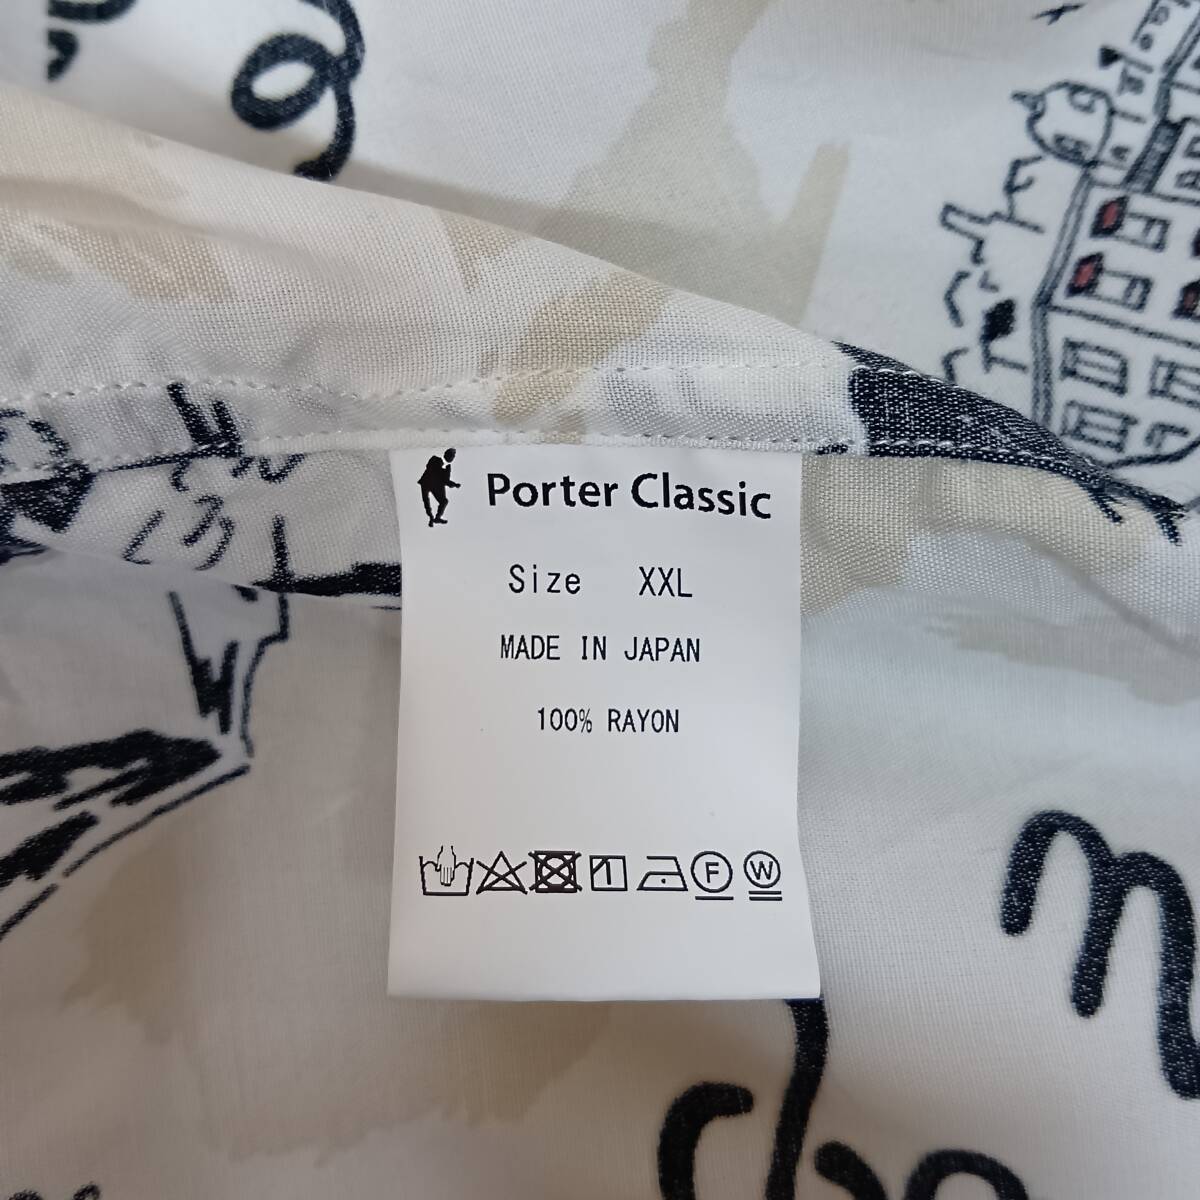 Porter Classic
Size XXL
MADE IN JAPAN
100% RAYON
F W